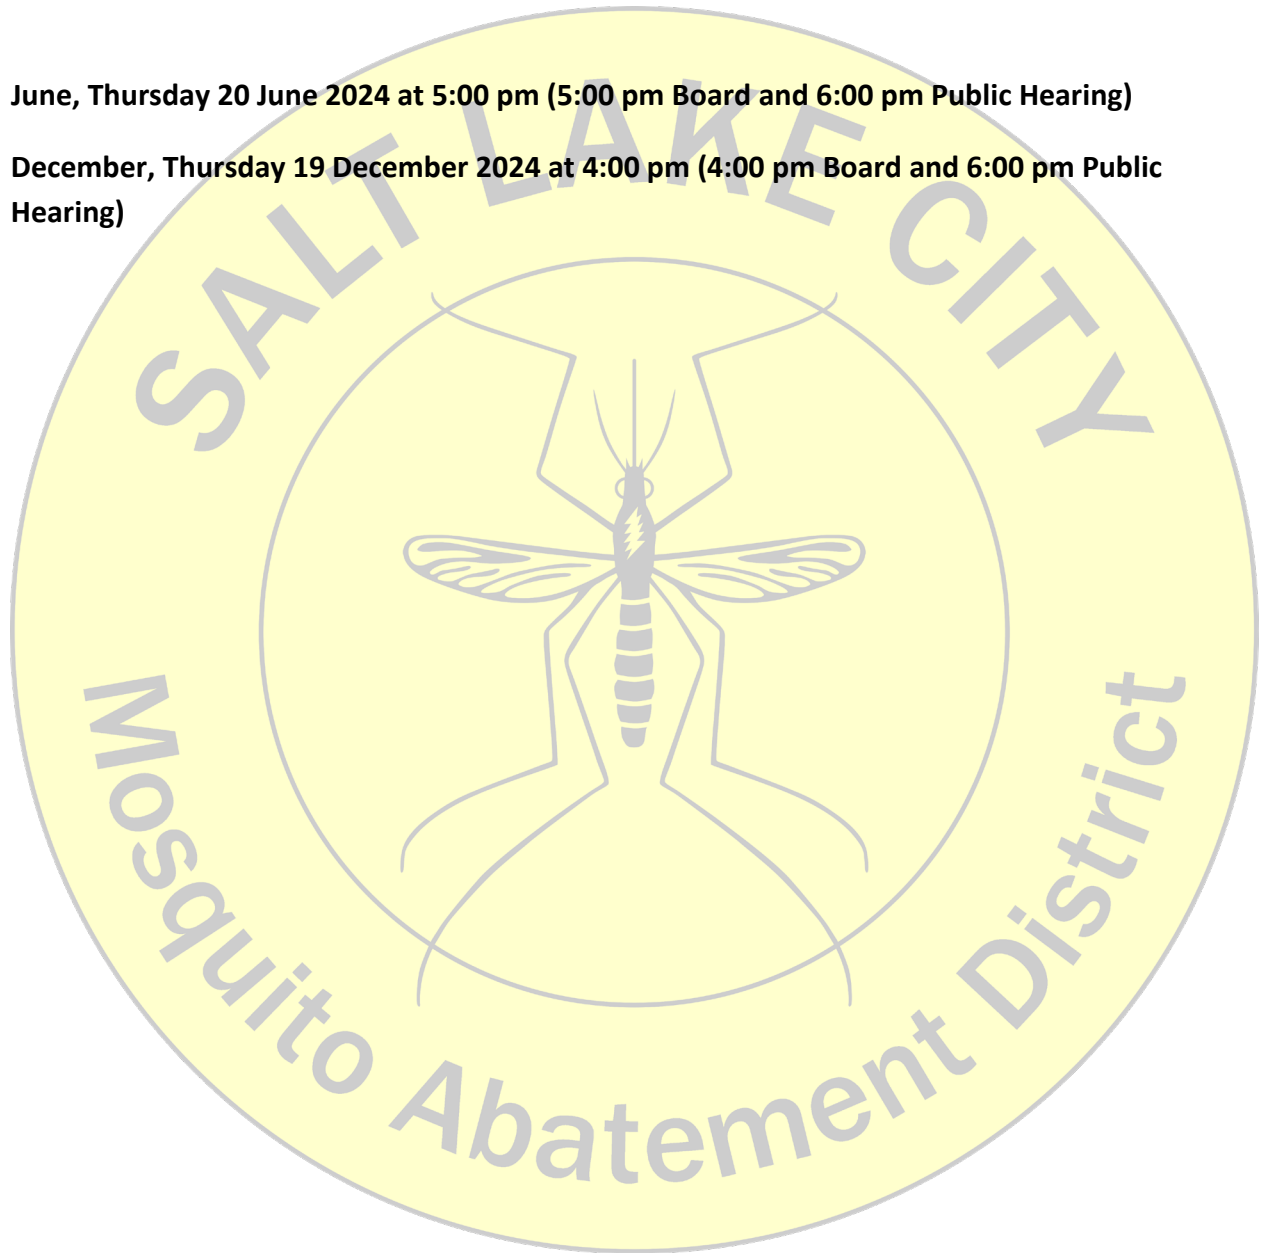 June, Thursday 20 June 2024 at 5:00 pm (5:00 pm Board and 6:00 pm Public Hearing)
December, Thursday 19 December 2024 at 4:00 pm (4:00 pm Board and 6:00 pm Public
Hearing)
SALT LAKE CITY
Mosquito Abatement District